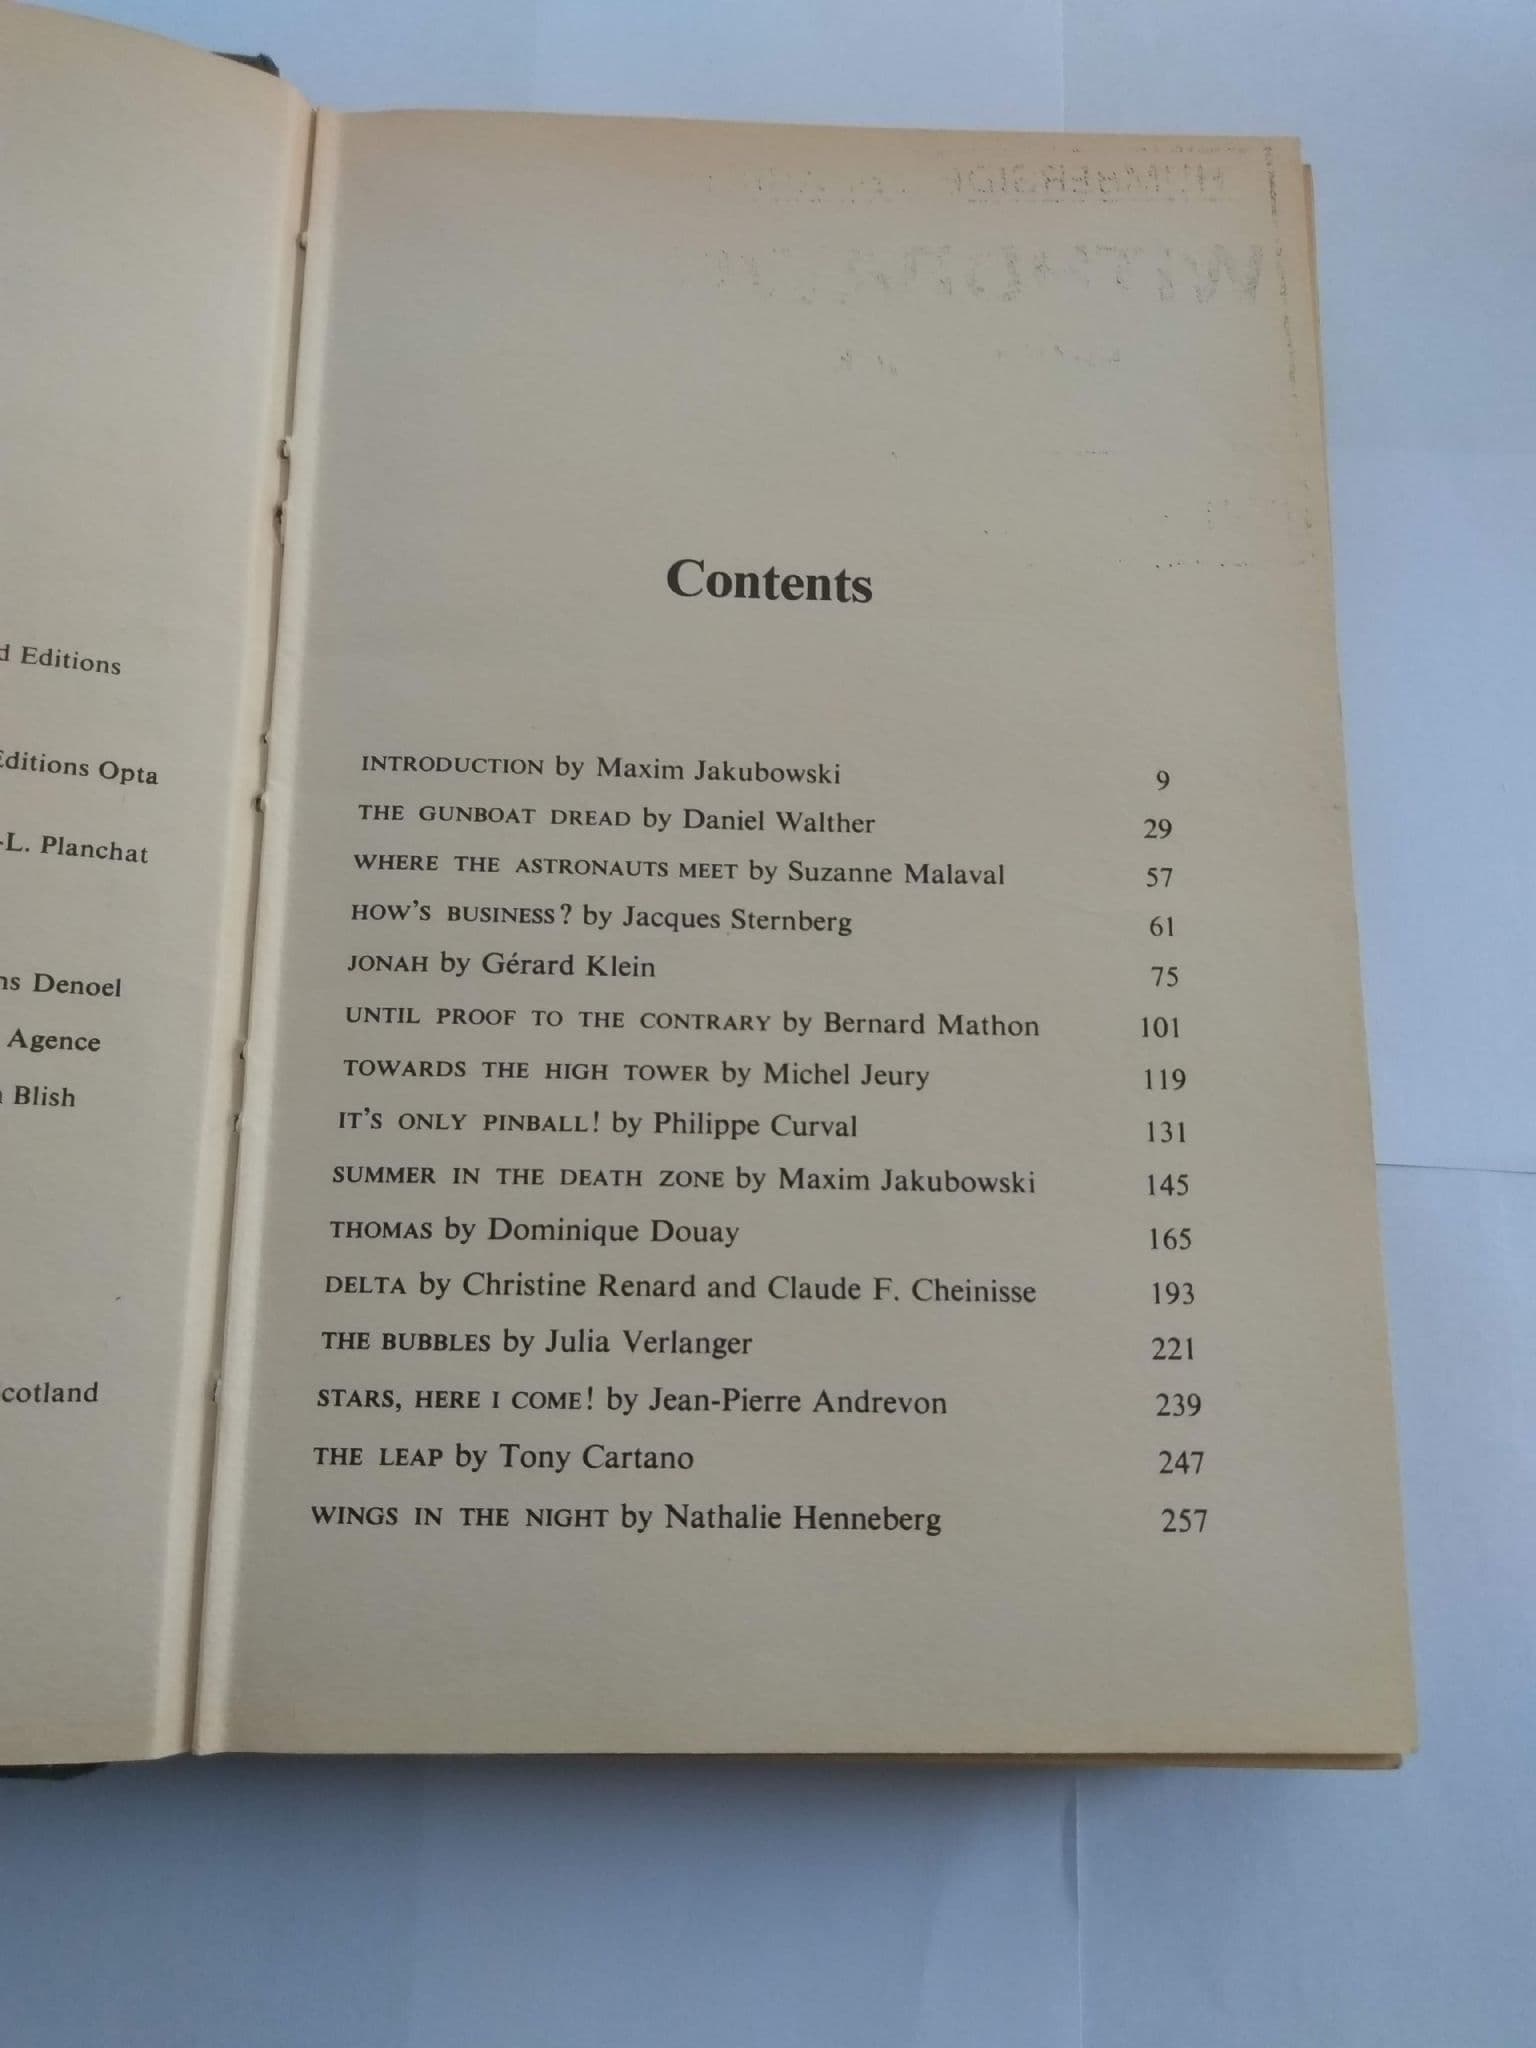 d Editions
Editions Opta
-L. Planchat
ns Denoel
Agence
Blish
cotland
Contents
INTRODUCTION by Maxim Jakubowski 9
THE GUNBOAT DREAD by Daniel Walther 29
WHERE THE ASTRONAUTS MEET by Suzanne Malaval 57
HOW'S BUSINESS? by Jacques Sternberg 61
JONAH by Gérard Klein 75
UNTIL PROOF TO THE CONTRARY by Bernard Mathon 101
TOWARDS THE HIGH TOWER by Michel Jeury 119
IT'S ONLY PINBALL! by Philippe Curval 131
SUMMER IN THE DEATH ZONE by Maxim Jakubowski 145
THOMAS by Dominique Douay 165
DELTA by Christine Renard and Claude F. Cheinisse 193
THE BUBBLES by Julia Verlanger 221
STARS, HERE I COME! by Jean-Pierre Andrevon 239
THE LEAP by Tony Cartano 247
WINGS IN THE NIGHT by Nathalie Henneberg 257